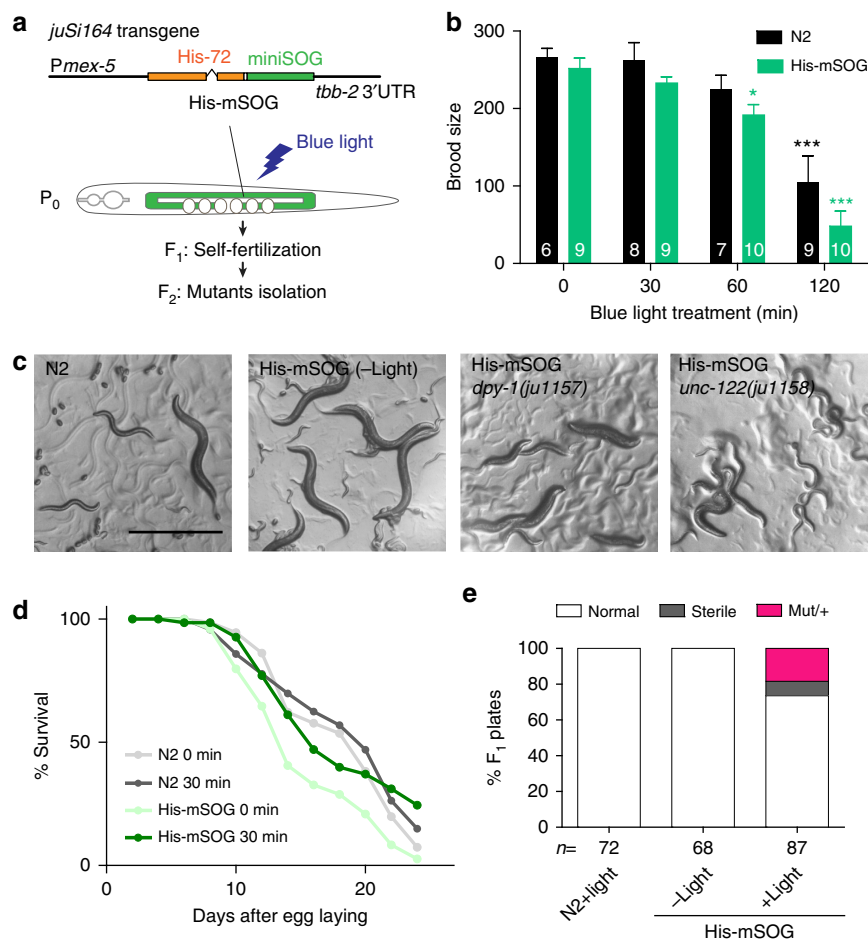 a
juSi164 transgene
His-72
miniSOG
Pmex-5
tbb-2 3′UTR
His-mSOG
Blue light
P0
F1: Self-fertilization
F2: Mutants isolation
b
300
200
100
0
Brood size
N2
His-mSOG
*
***
***
6
9
8
9
7
10
9
10
0
30
60
120
Blue light treatment (min)
c
N2
His-mSOG (–Light)
His-mSOG
dpy-1(ju1157)
His-mSOG
unc-122(ju1158)
d
100
50
0
% Survival
N2 0 min
N2 30 min
His-mSOG 0 min
His-mSOG 30 min
0
10
20
Days after egg laying
e
Normal
Sterile
Mut/+
100
80
60
40
20
0
% F1 plates
n=
72
68
87
N2+light
–Light
+Light
His-mSOG